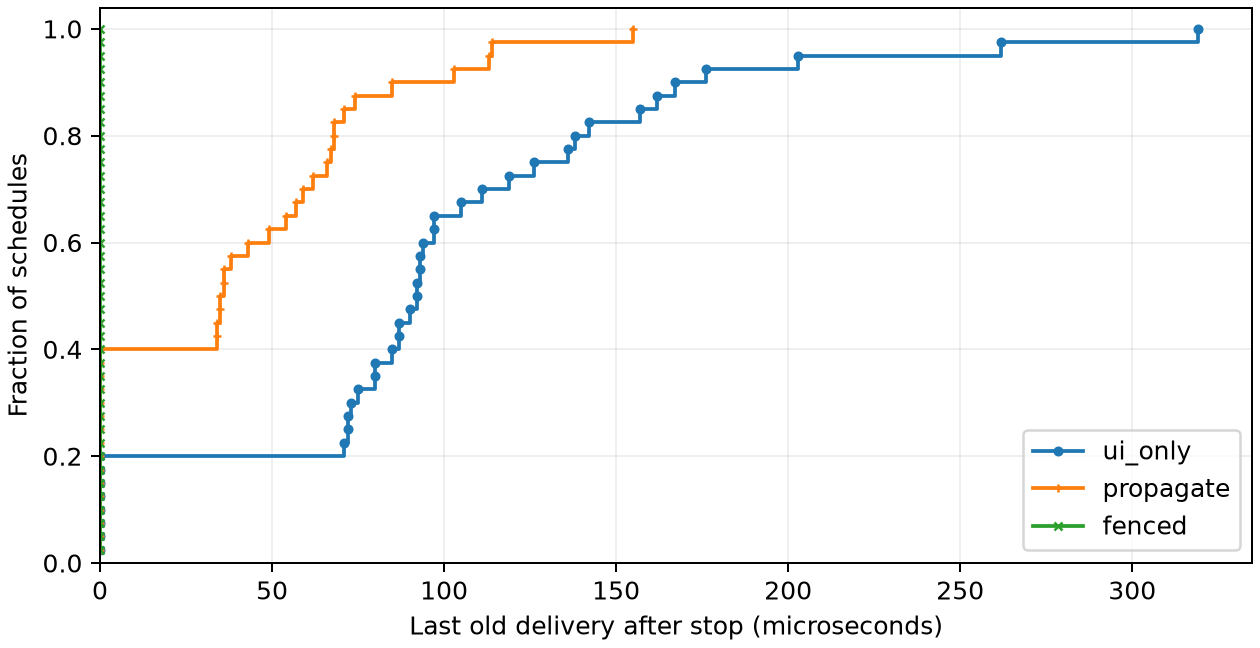 1.0
0.8
0.6
0.4
0.2
0.0
Fraction of schedules
0 50 100 150 200 250 300
Last old delivery after stop (microseconds)
ui_only
propagate
fenced